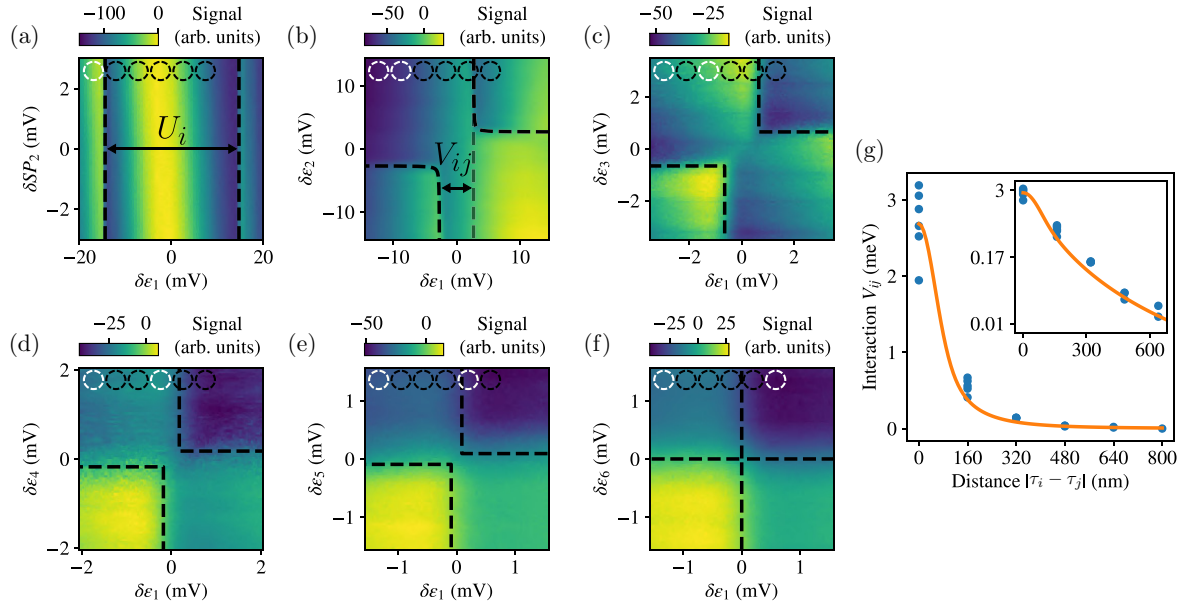 (a)
−100
0
Signal
(arb. units)
δSP₂ (mV)
2
0
−2
U_i
−20
0
20
δε₁ (mV)
(b)
−50
0
Signal
(arb. units)
δε₂ (mV)
10
0
−10
V_ij
−10
0
10
δε₁ (mV)
(c)
−50
−25
Signal
(arb. units)
δε₃ (mV)
2
0
−2
−2
0
2
δε₁ (mV)
(d)
−25
0
Signal
(arb. units)
δε₄ (mV)
2
0
−2
−2
0
2
δε₁ (mV)
(e)
−50
0
Signal
(arb. units)
δε₅ (mV)
1
0
−1
−1
0
1
δε₁ (mV)
(f)
−25
0
25
Signal
(arb. units)
δε₆ (mV)
1
0
−1
−1
0
1
δε₁ (mV)
(g)
Interaction V_ij (meV)
3
2
1
0
0
160
320
480
640
800
Distance |τ_i − τ_j| (nm)
3
0.17
0.01
0
300
600